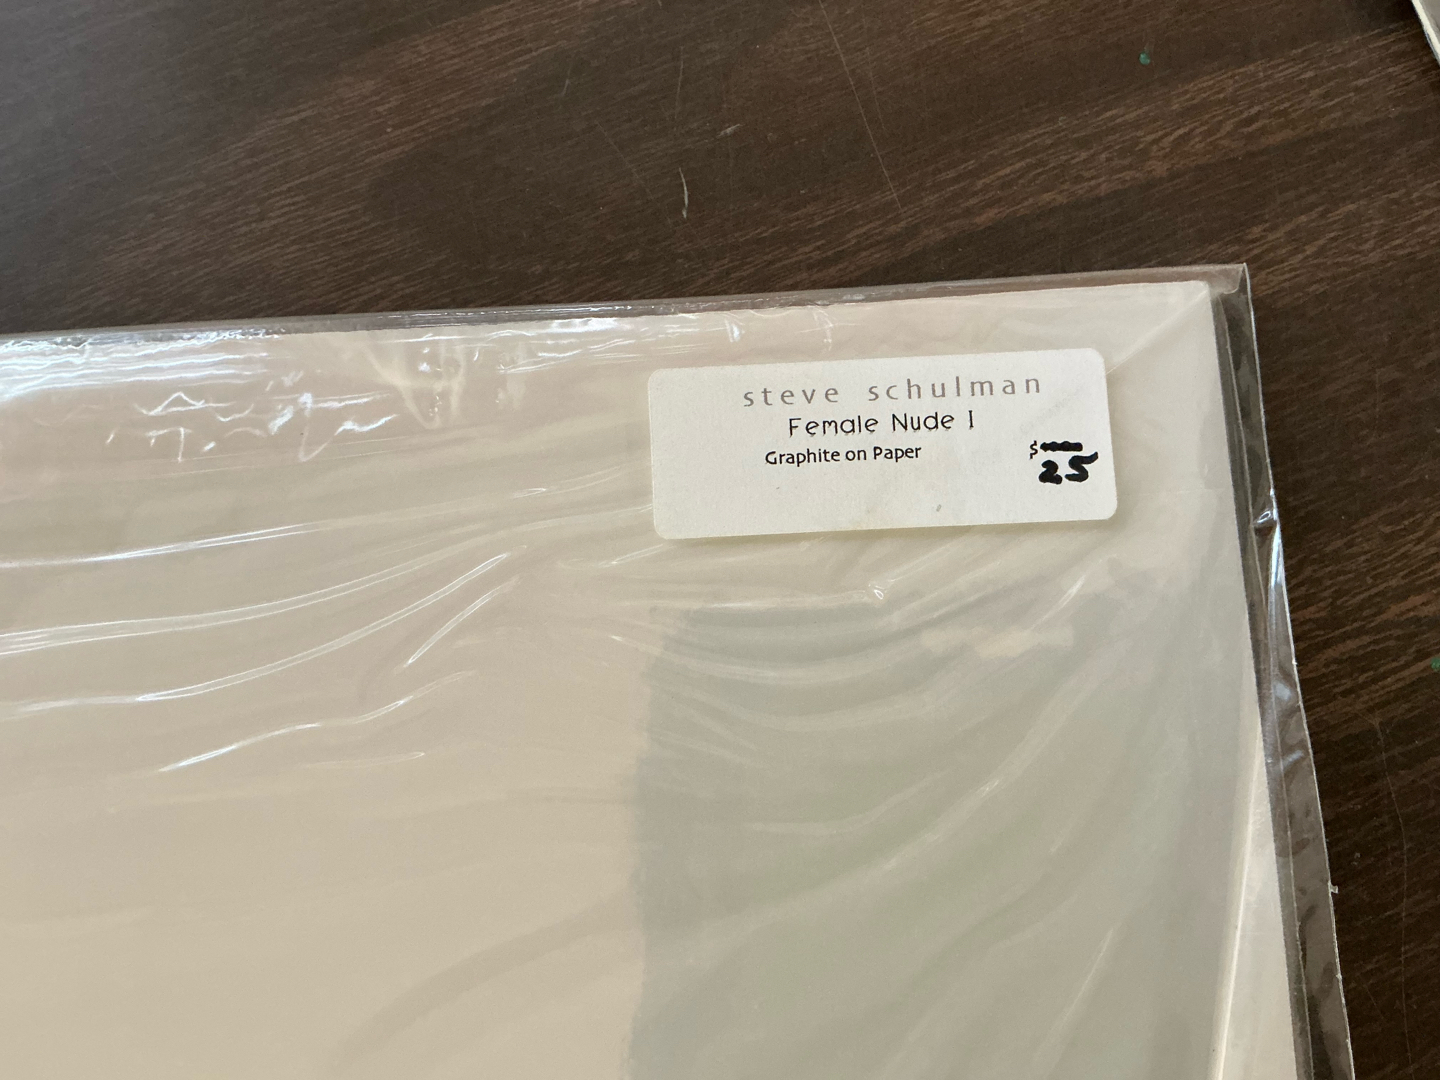 steve schulman
Female Nude I
Graphite on Paper
$
25